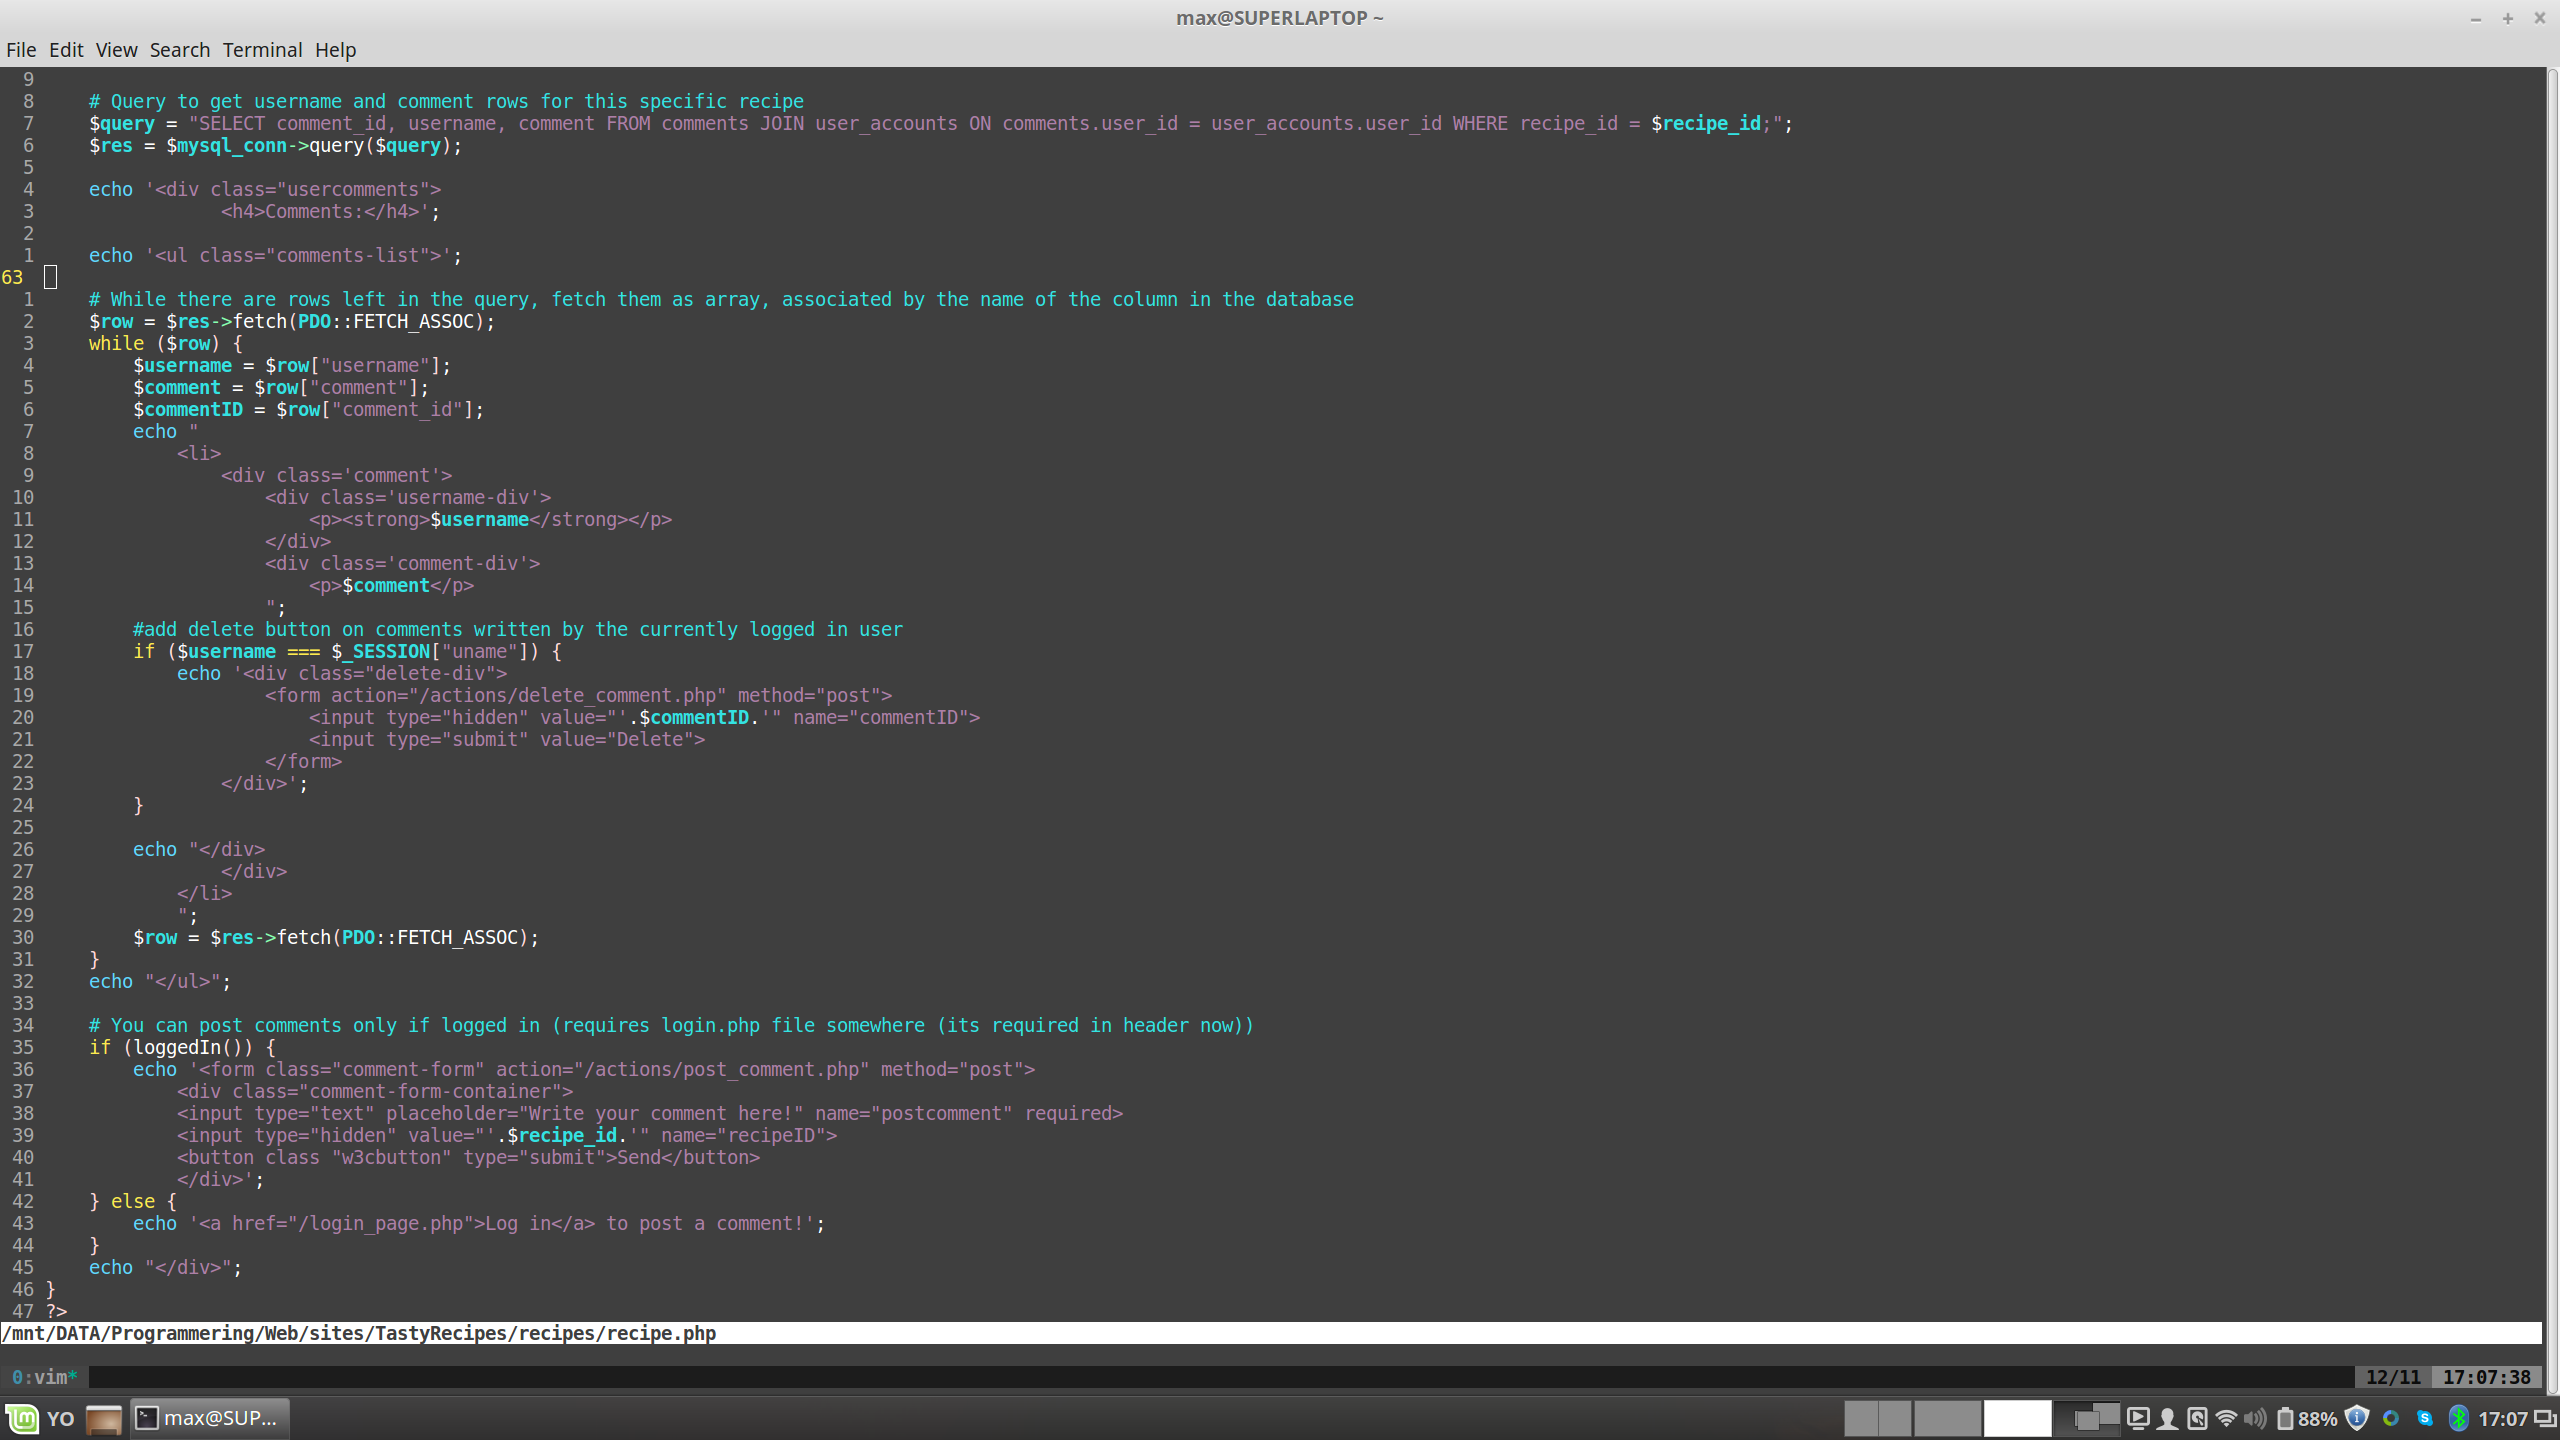 max@SUPERLAPTOP ~
File Edit View Search Terminal Help
9
8     # Query to get username and comment rows for this specific recipe
7     $query = "SELECT comment_id, username, comment FROM comments JOIN user_accounts ON comments.user_id = user_accounts.user_id WHERE recipe_id = $recipe_id;";
6     $res = $mysql_conn->query($query);
5
4     echo '<div class="usercomments">
3                 <h4>Comments:</h4>';
2
1     echo '<ul class="comments-list">';
63
1     # While there are rows left in the query, fetch them as array, associated by the name of the column in the database
2     $row = $res->fetch(PDO::FETCH_ASSOC);
3     while ($row) {
4         $username = $row["username"];
5         $comment = $row["comment"];
6         $commentID = $row["comment_id"];
7         echo "
8             <li>
9                 <div class='comment'>
10                     <div class='username-div'>
11                         <p><strong>$username</strong></p>
12                     </div>
13                     <div class='comment-div'>
14                         <p>$comment</p>
15                     ";
16         #add delete button on comments written by the currently logged in user
17         if ($username === $_SESSION["uname"]) {
18             echo '<div class="delete-div">
19                     <form action="/actions/delete_comment.php" method="post">
20                         <input type="hidden" value="'.$commentID.'" name="commentID">
21                         <input type="submit" value="Delete">
22                     </form>
23                 </div>';
24         }
25
26         echo "</div>
27                 </div>
28             </li>
29             ";
30         $row = $res->fetch(PDO::FETCH_ASSOC);
31     }
32     echo "</ul>";
33
34     # You can post comments only if logged in (requires login.php file somewhere (its required in header now))
35     if (loggedIn()) {
36         echo '<form class="comment-form" action="/actions/post_comment.php" method="post">
37             <div class="comment-form-container">
38             <input type="text" placeholder="Write your comment here!" name="postcomment" required>
39             <input type="hidden" value="'.$recipe_id.'" name="recipeID">
40             <button class "w3cbutton" type="submit">Send</button>
41             </div>';
42     } else {
43         echo '<a href="/login_page.php">Log in</a> to post a comment!';
44     }
45     echo "</div>";
46 }
47 ?>
/mnt/DATA/Programmering/Web/sites/TastyRecipes/recipes/recipe.php
0:vim* 12/11 17:07:38
YO max@SUP... 88% 17:07